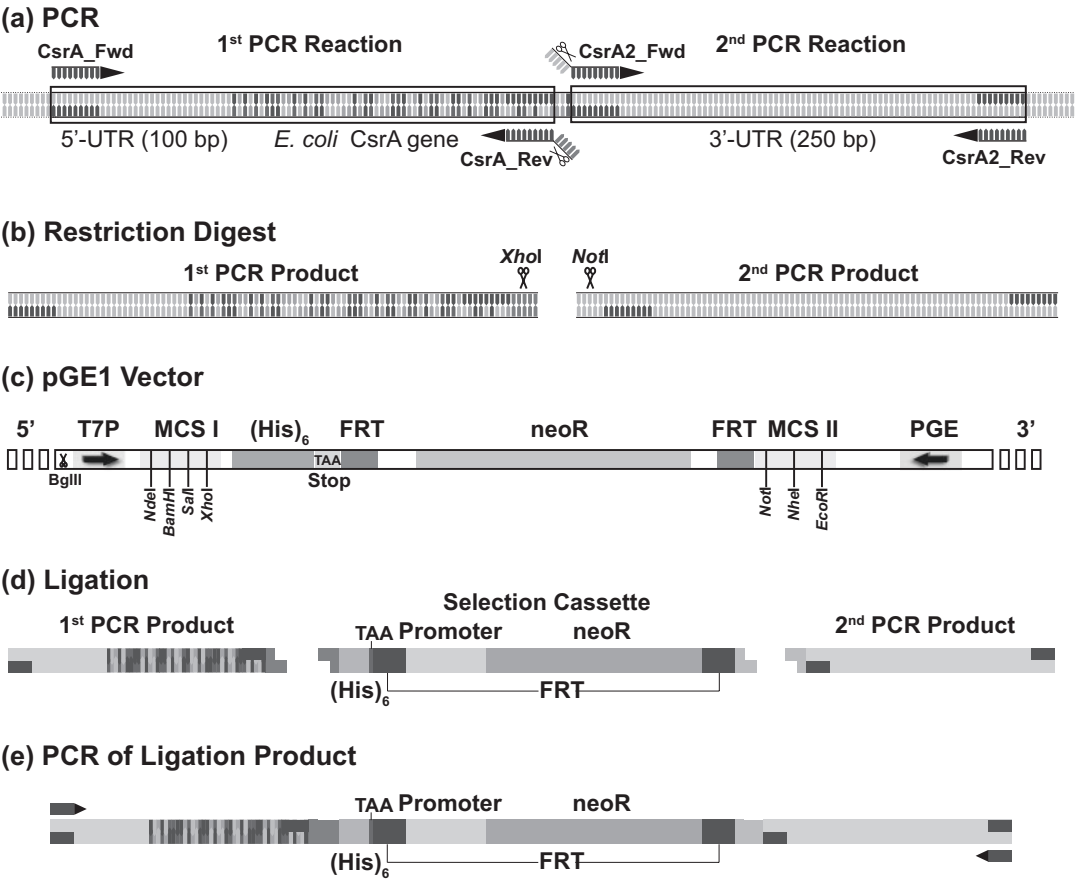 (a) PCR
1st PCR Reaction
2nd PCR Reaction
CsrA_Fwd
CsrA2_Fwd
5'-UTR (100 bp)
E. coli CsrA gene
3'-UTR (250 bp)
CsrA_Rev
CsrA2_Rev
(b) Restriction Digest
1st PCR Product
XhoI
NotI
2nd PCR Product
(c) pGE1 Vector
5' T7P MCS I (His)6 FRT neoR FRT MCS II PGE 3'
TAA
BglII
Stop
NdeI
BamHI
SalI
XhoI
NotI
NheI
EcoRI
(d) Ligation
Selection Cassette
1st PCR Product
TAA Promoter neoR
2nd PCR Product
(His)6
FRT
(e) PCR of Ligation Product
TAA Promoter neoR
(His)6
FRT